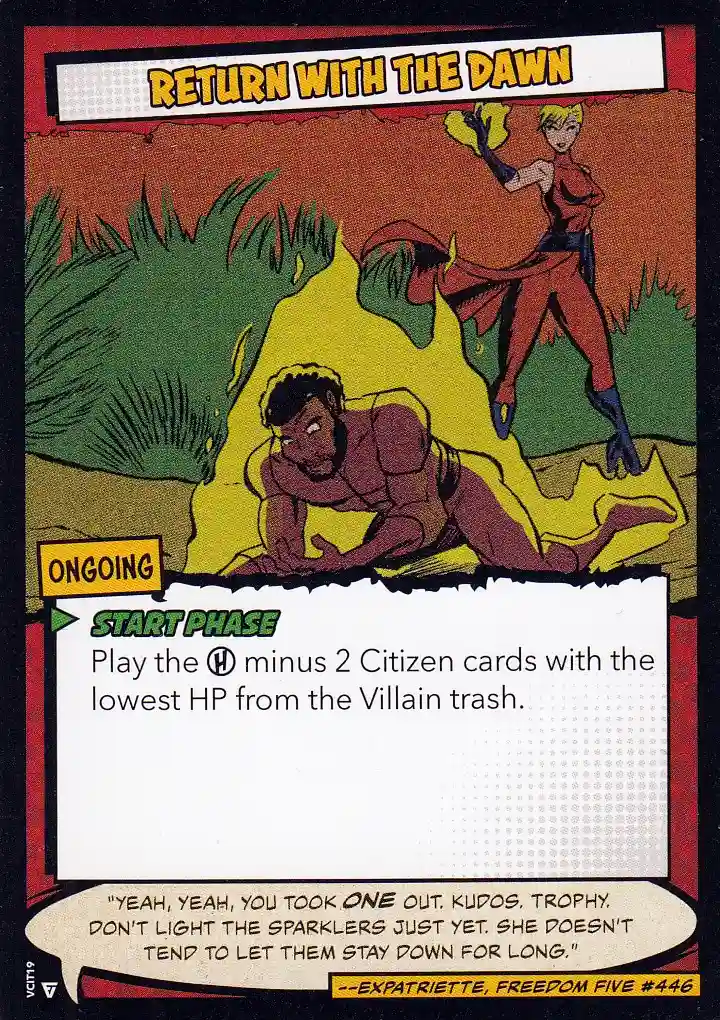 RETURN WITH THE DAWN
ONGOING
START PHASE
Play the Ⓗ minus 2 Citizen cards with the
lowest HP from the Villain trash.
"YEAH, YEAH, YOU TOOK ONE OUT. KUDOS. TROPHY.
DON'T LIGHT THE SPARKLERS JUST YET. SHE DOESN'T
TEND TO LET THEM STAY DOWN FOR LONG."
--EXPATRIETTE, FREEDOM FIVE #446
VCIT19